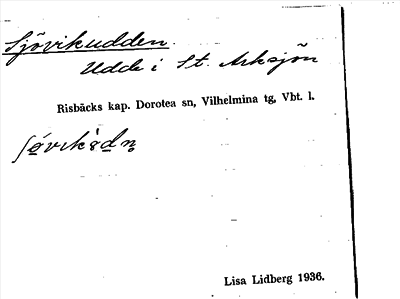 Sjövikudden.
Udde i St. Arksjön
Risbäcks kap. Dorotea sn, Vilhelmina tg, Vbt. l.
Lisa Lidberg 1936.